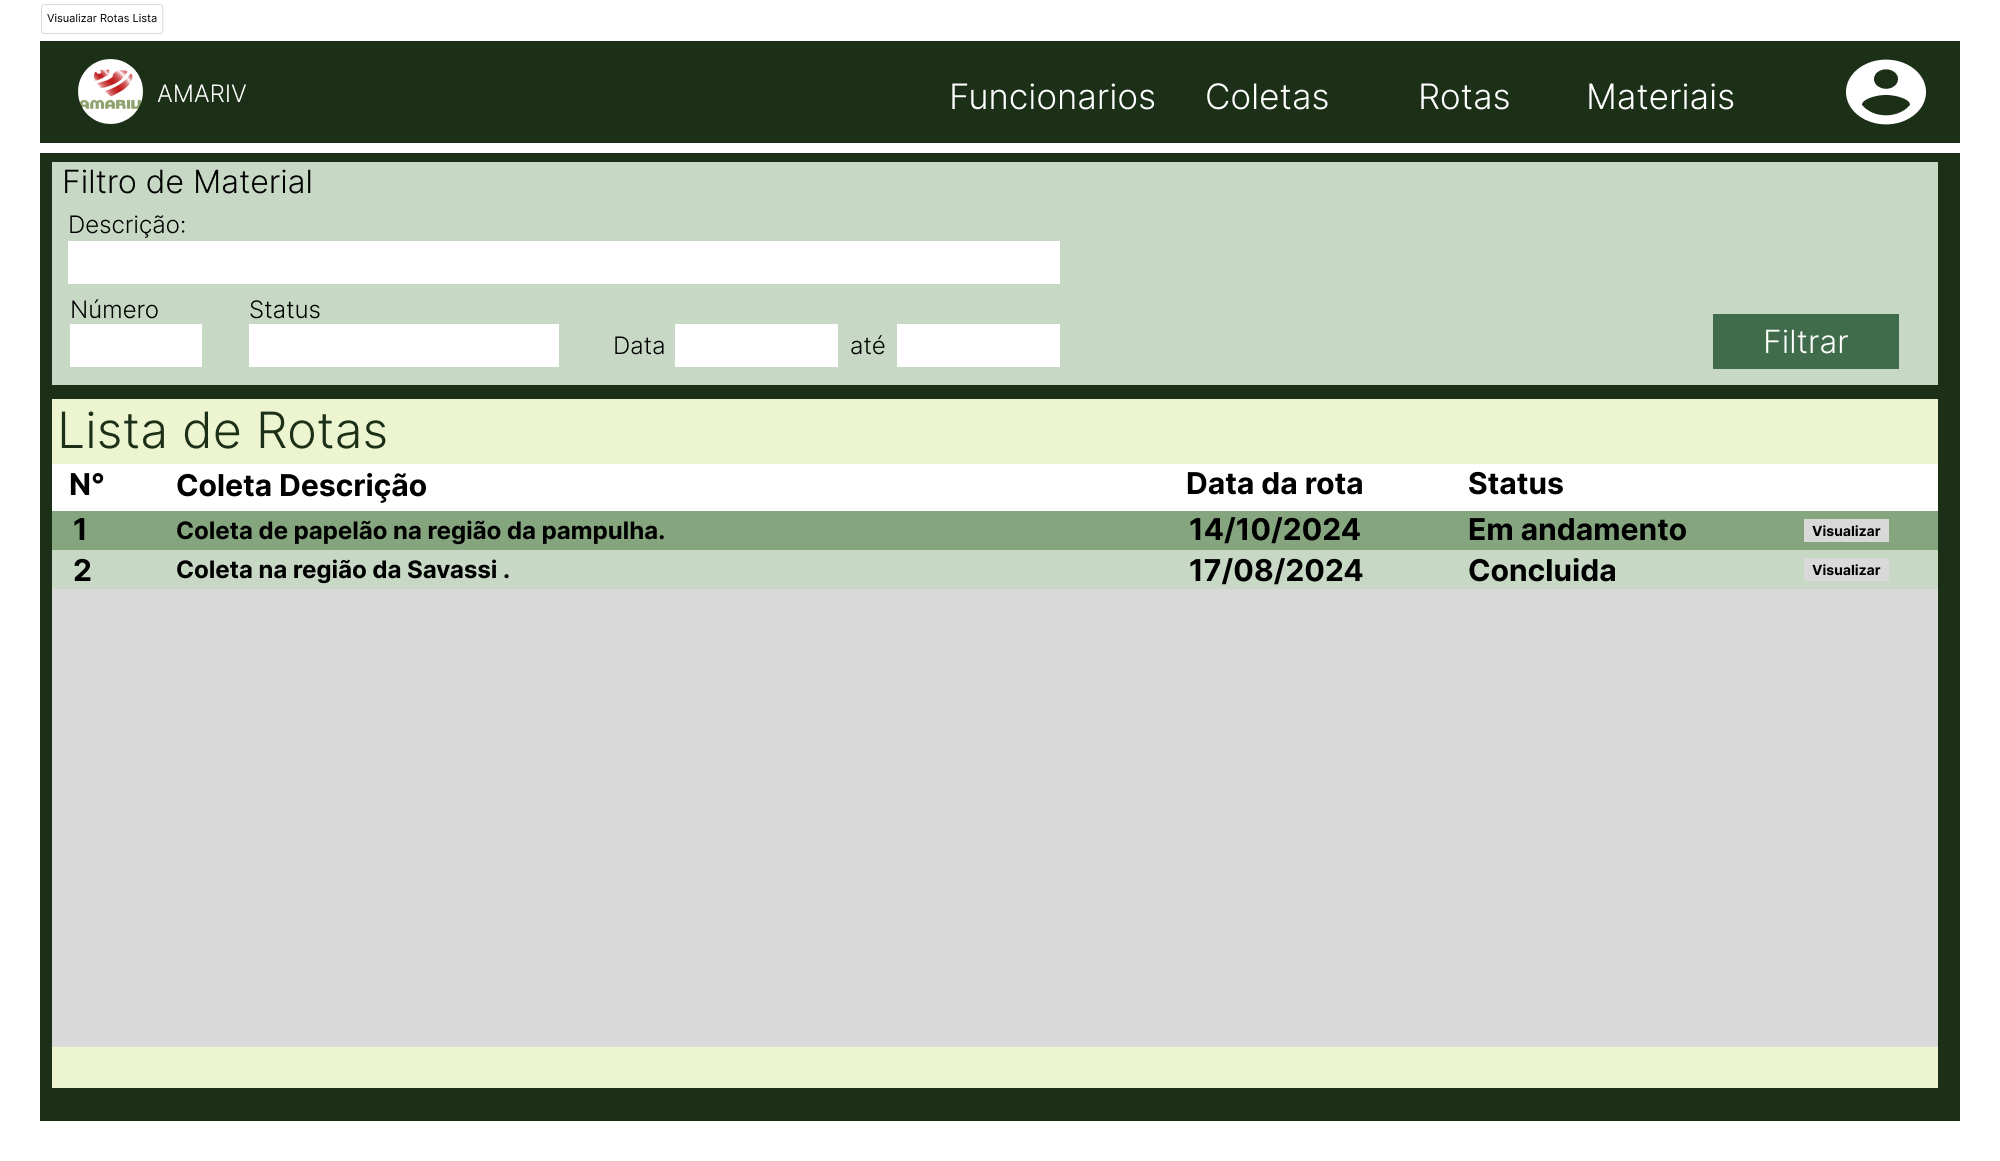 Visualizar Rotas Lista
AMARIV AMARIV Funcionarios Coletas Rotas Materiais
Filtro de Material
Descrição:
Número Status
Data até Filtrar
Lista de Rotas
N° Coleta Descrição Data da rota Status
1 Coleta de papelão na região da pampulha. 14/10/2024 Em andamento Visualizar
2 Coleta na região da Savassi . 17/08/2024 Concluida Visualizar